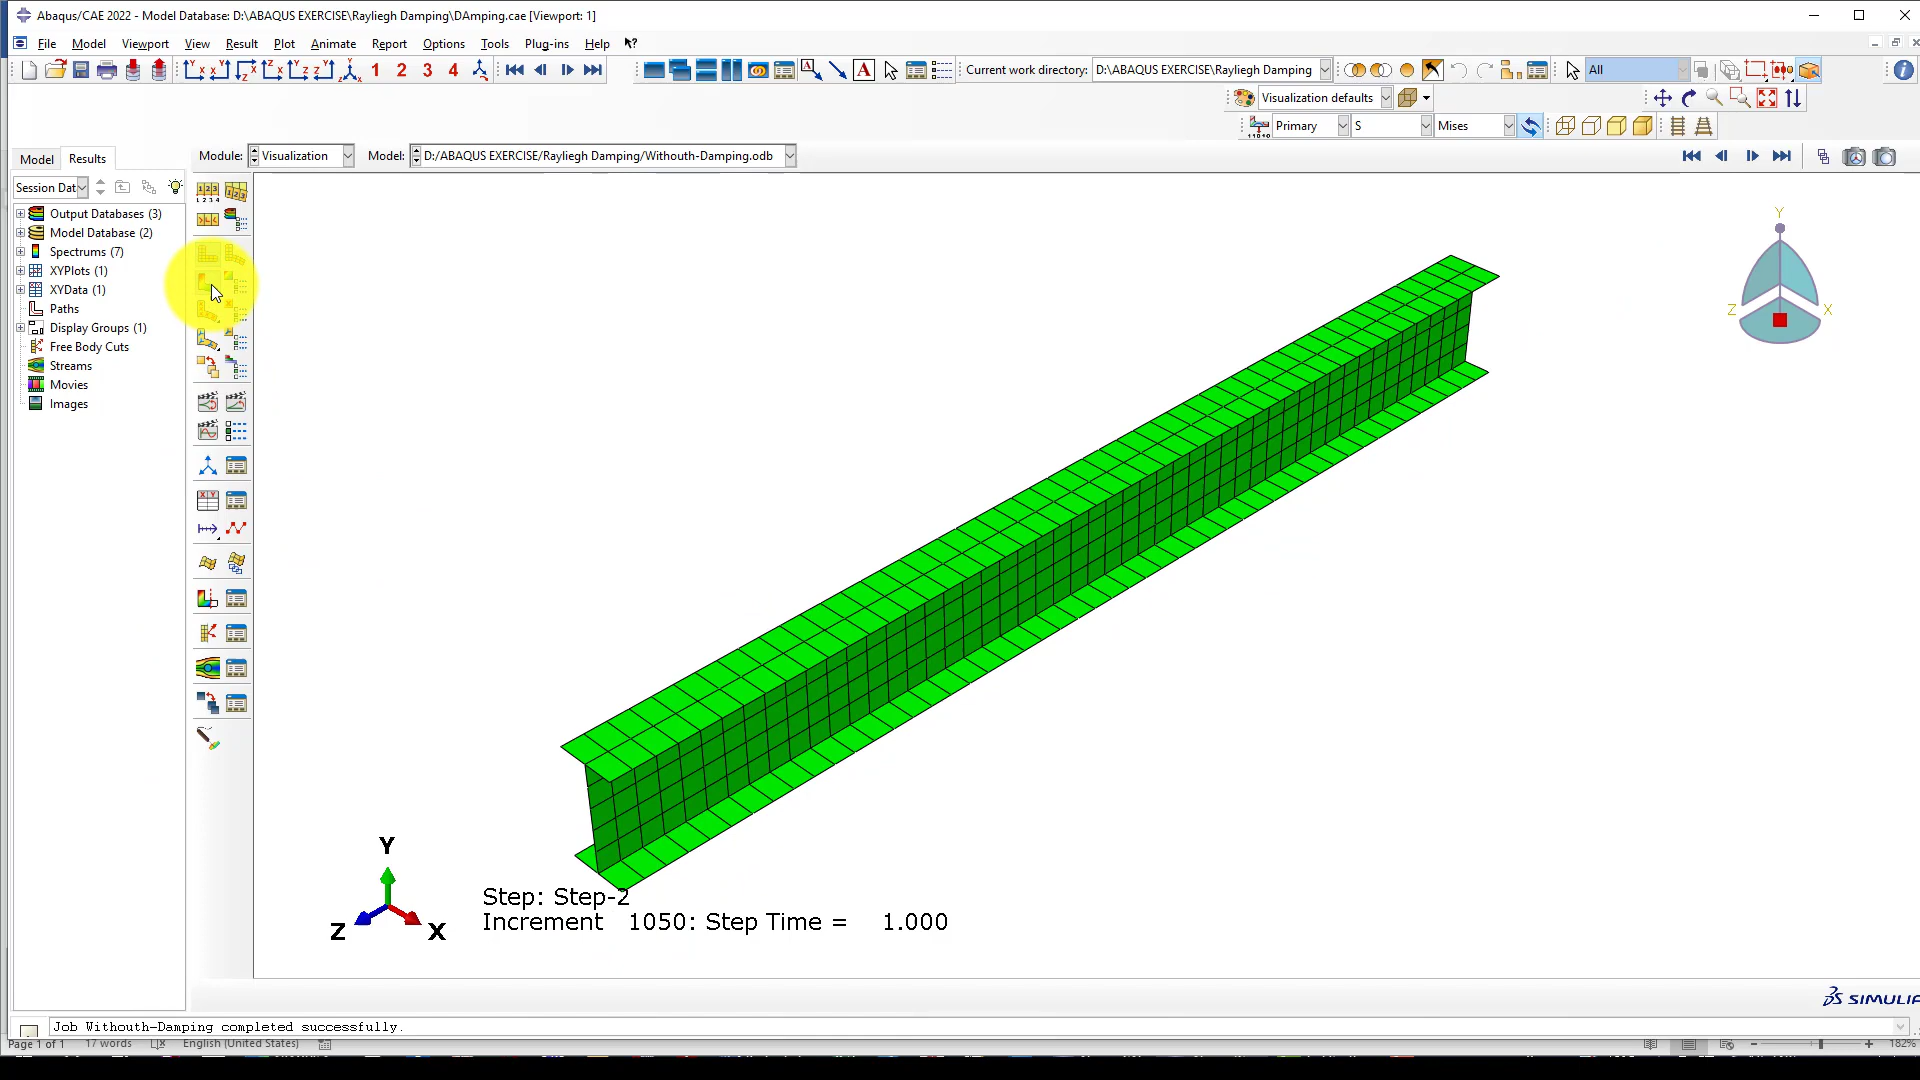 Abaqus/CAE 2022 - Model Database: D:\ABAQUS EXERCISE\Rayliegh Damping\DAmping.cae [Viewport: 1]
File Model Viewport View Result Plot Animate Report Options Tools Plug-ins Help
1 2 3 4 Current work directory: D:\ABAQUS EXERCISE\Rayliegh Damping All
Visualization defaults
Primary S Mises
Model Results Module: Visualization Model: D:/ABAQUS EXERCISE/Rayliegh Damping/Withouth-Damping.odb
Session Dat
Output Databases (3)
Model Database (2)
Spectrums (7)
XYPlots (1)
XYData (1)
Paths
Display Groups (1)
Free Body Cuts
Streams
Movies
Images
Y
Z X
Y
Z X
Step: Step-2
Increment 1050: Step Time = 1.000
SIMULIA
Job Withouth-Damping completed successfully.
Page 1 of 1 17 words English (United States) 182%